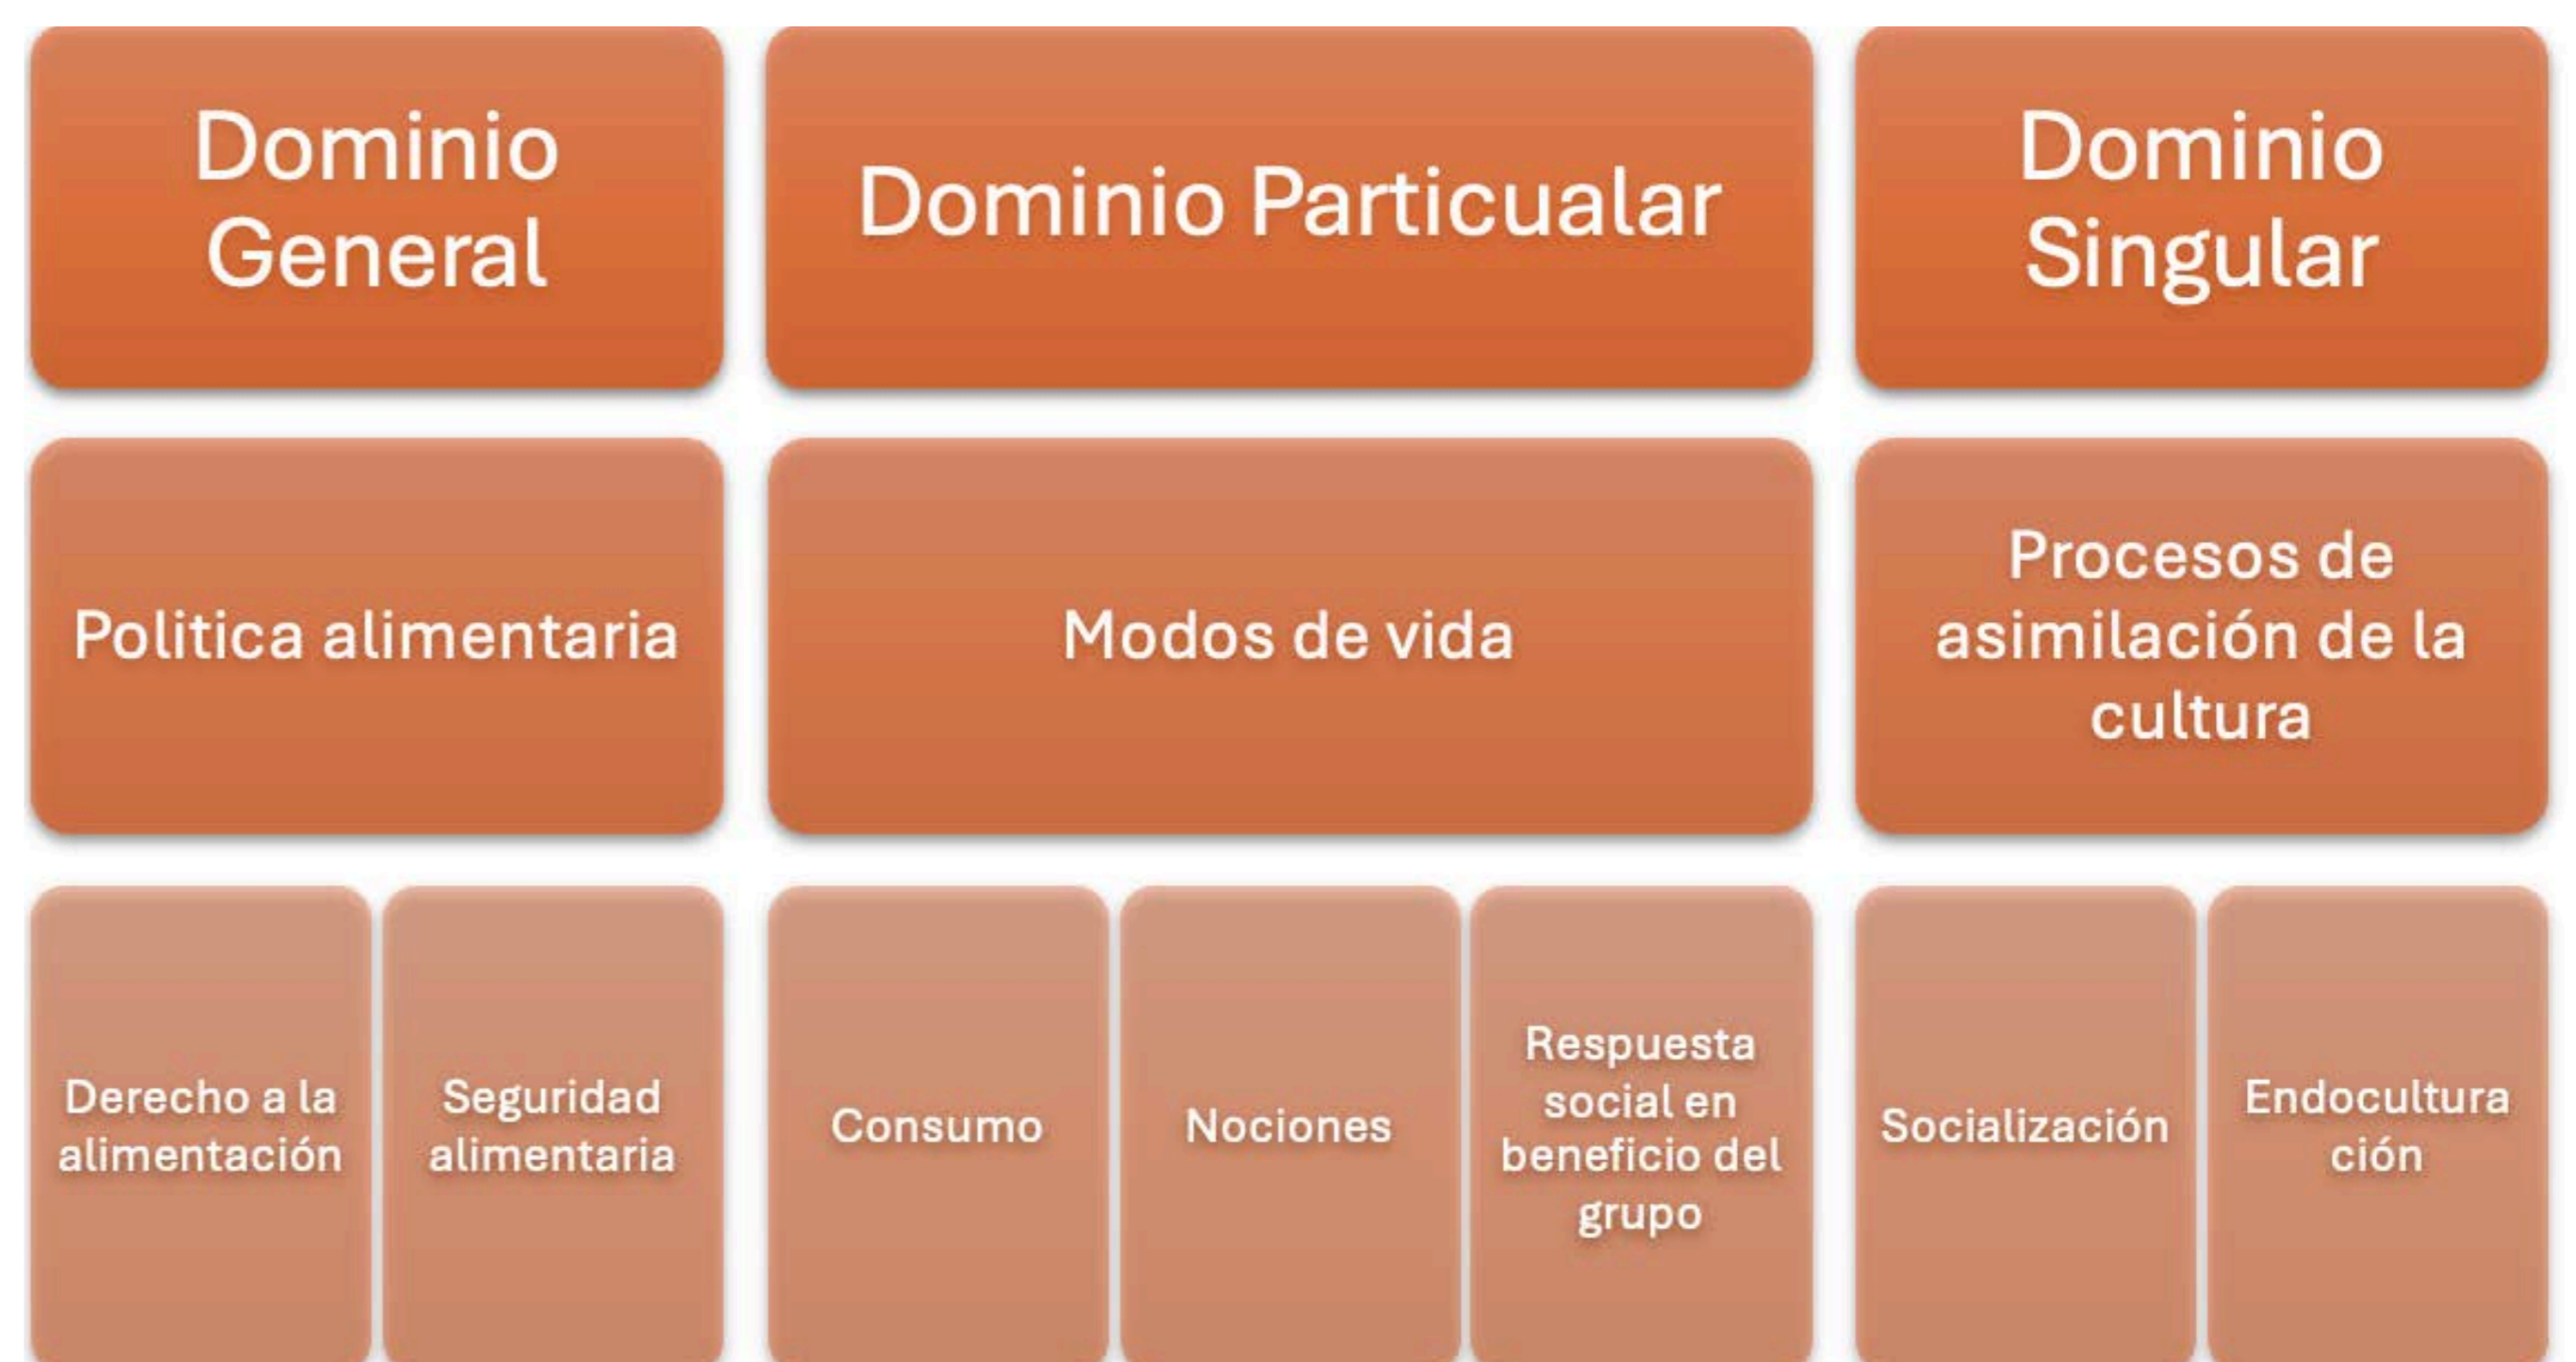 Dominio
General
Dominio Particualar
Dominio
Singular
Politica alimentaria
Modos de vida
Procesos de
asimilación de la
cultura
Derecho a la
alimentación
Seguridad
alimentaria
Consumo
Nociones
Respuesta
social en
beneficio del
grupo
Socialización
Endocultura
ción